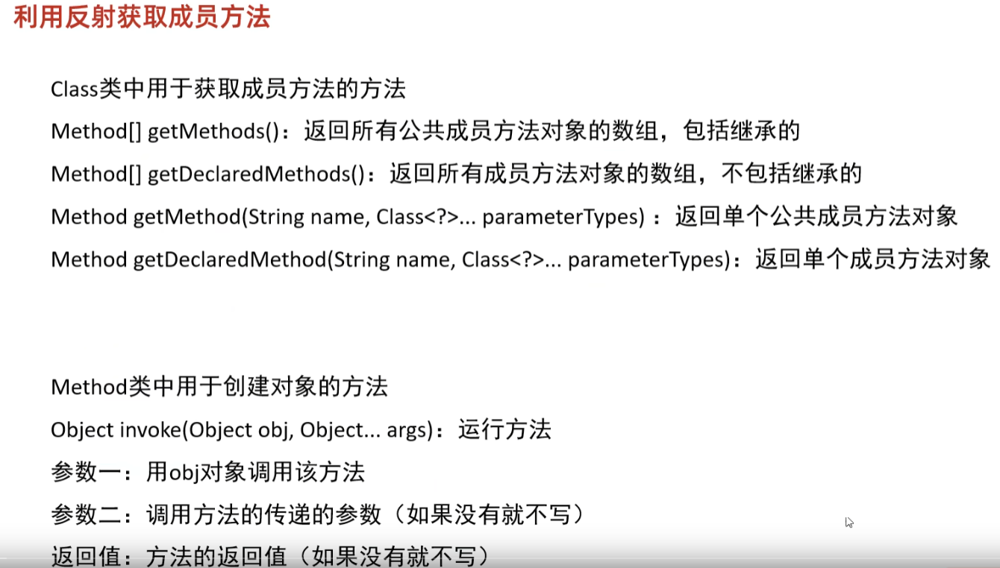 利用反射获取成员方法
Class类中用于获取成员方法的方法
Method[] getMethods()：返回所有公共成员方法对象的数组，包括继承的
Method[] getDeclaredMethods()：返回所有成员方法对象的数组，不包括继承的
Method getMethod(String name, Class<?>... parameterTypes) ：返回单个公共成员方法对象
Method getDeclaredMethod(String name, Class<?>... parameterTypes)：返回单个成员方法对象
Method类中用于创建对象的方法
Object invoke(Object obj, Object... args)：运行方法
参数一：用obj对象调用该方法
参数二：调用方法的传递的参数（如果没有就不写）
返回值：方法的返回值（如果没有就不写）